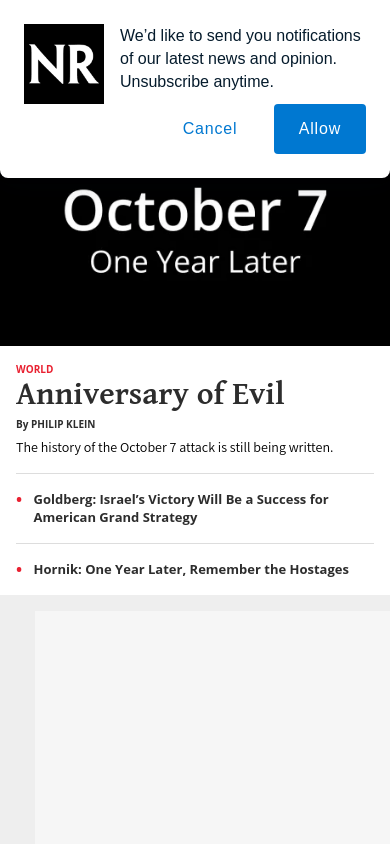 NR
We’d like to send you notifications
of our latest news and opinion.
Unsubscribe anytime.
Cancel
Allow
October 7
One Year Later
WORLD
Anniversary of Evil
By PHILIP KLEIN
The history of the October 7 attack is still being written.
Goldberg: Israel’s Victory Will Be a Success for
American Grand Strategy
Hornik: One Year Later, Remember the Hostages